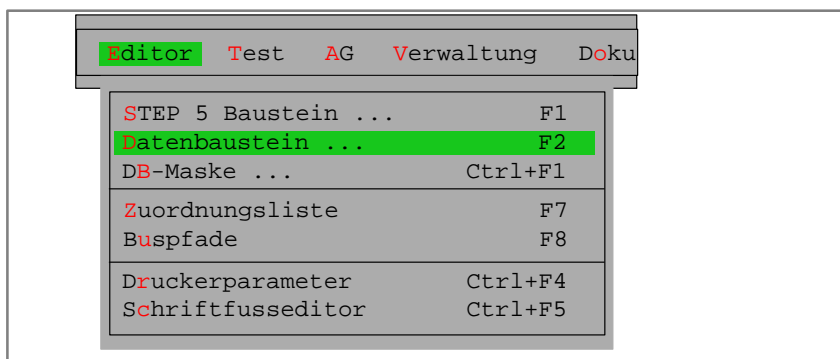 Editor Test AG Verwaltung Doku
STEP 5 Baustein ... F1
Datenbaustein ... F2
DB-Maske ... Ctrl+F1
Zuordnungsliste F7
Buspfade F8
Druckerparameter Ctrl+F4
Schriftfusseditor Ctrl+F5